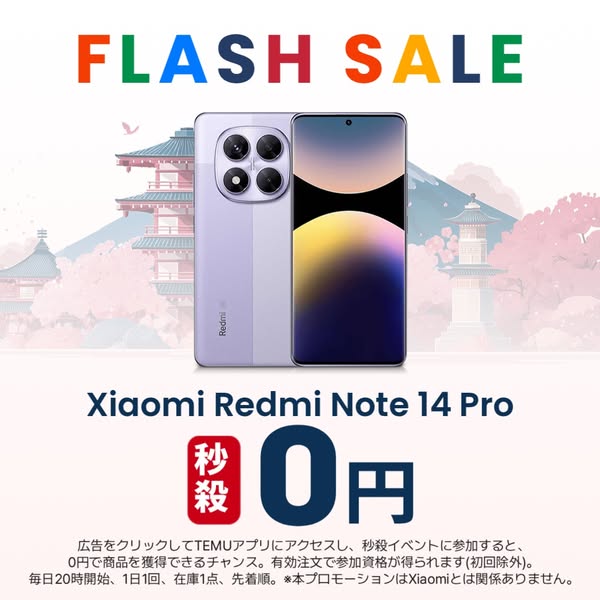 FLASH SALE
Redmi
Xiaomi Redmi Note 14 Pro
秒殺 0円
広告をクリックしてTEMUアプリにアクセスし、秒殺イベントに参加すると、
0円で商品を獲得できるチャンス。有効注文で参加資格が得られます(初回除外)。
毎日20時開始、1日1回、在庫1点、先着順。※本プロモーションはXiaomiとは関係ありません。